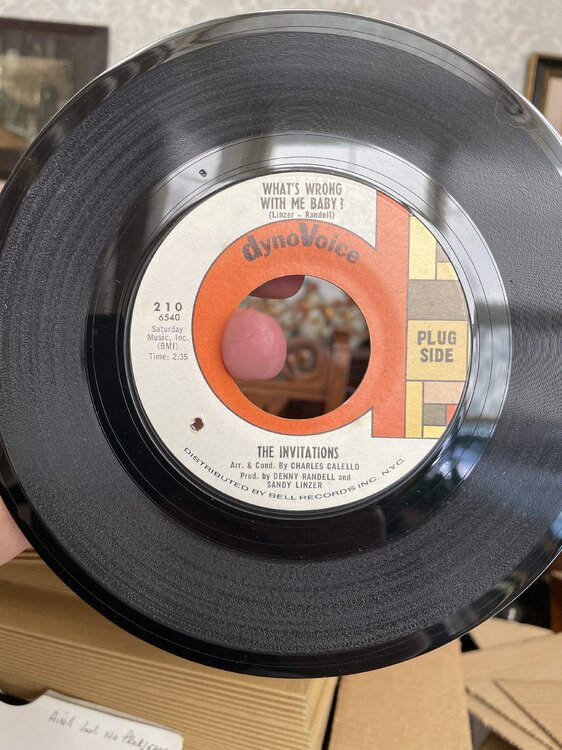 WHAT'S WRONG
WITH ME BABY?
(Linzer - Randell)
dynoVoice
210
6540
Saturday
Music, Inc.
(BMI)
Time: 2:35
PLUG
SIDE
THE INVITATIONS
Arr. & Cond. By CHARLES CALELLO
Prod. by DENNY RANDELL and
SANDY LINZER
DISTRIBUTED BY BELL RECORDS INC., N.Y.C.
Ain't No